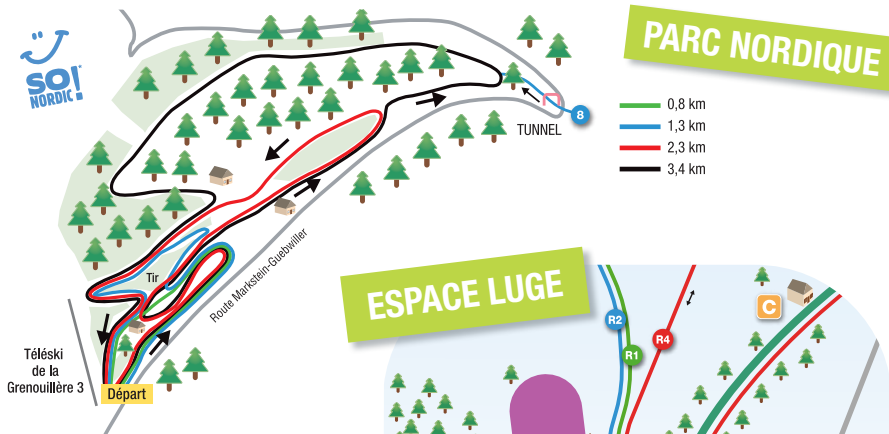 SO!
NORDIC
PARC NORDIQUE
0,8 km
1,3 km
2,3 km
3,4 km
8
TUNNEL
Tir
Route Markstein-Guebwiller
Téléski
de la
Grenouillère 3
Départ
ESPACE LUGE
C
R2
R1
R4